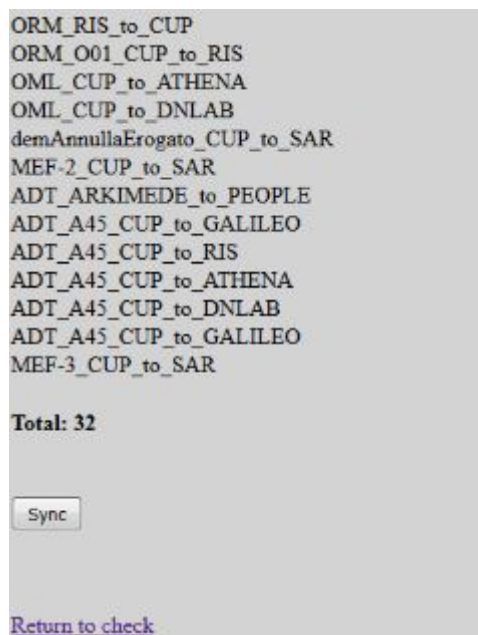 ORM_RIS_to_CUP
ORM_O01_CUP_to_RIS
OML_CUP_to_ATHENA
OML_CUP_to_DNLAB
demAnnullaErogato_CUP_to_SAR
MEF-2_CUP_to_SAR
ADT_ARKIMEDE_to_PEOPLE
ADT_A45_CUP_to_GALILEO
ADT_A45_CUP_to_RIS
ADT_A45_CUP_to_ATHENA
ADT_A45_CUP_to_DNLAB
ADT_A45_CUP_to_GALILEO
MEF-3_CUP_to_SAR
Total: 32
Sync
Return to check